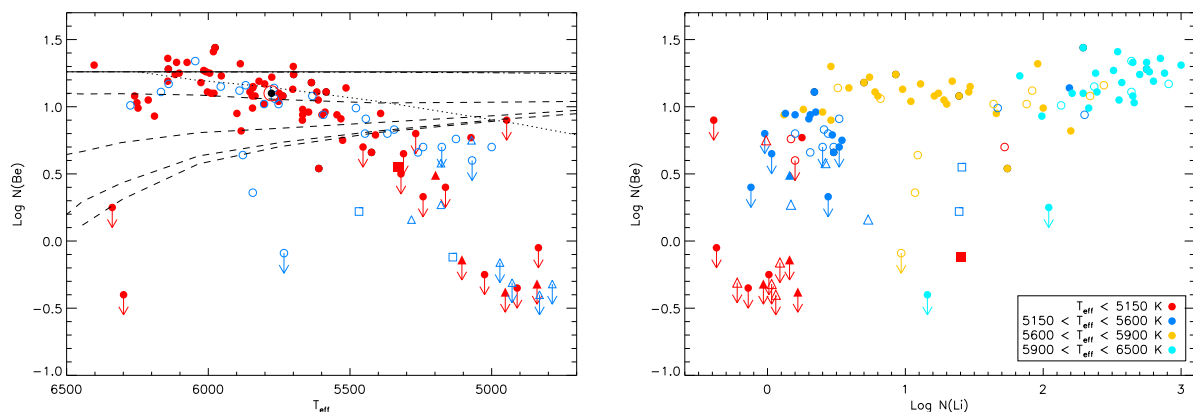 1.5
1.0
0.5
0.0
−0.5
−1.0
Log N(Be)
6500
6000
5500
5000
T_eff
1.5
1.0
0.5
0.0
−0.5
−1.0
Log N(Be)
0
1
2
3
Log N(Li)
T_eff < 5150 K
5150 < T_eff < 5600 K
5600 < T_eff < 5900 K
5900 < T_eff < 6500 K